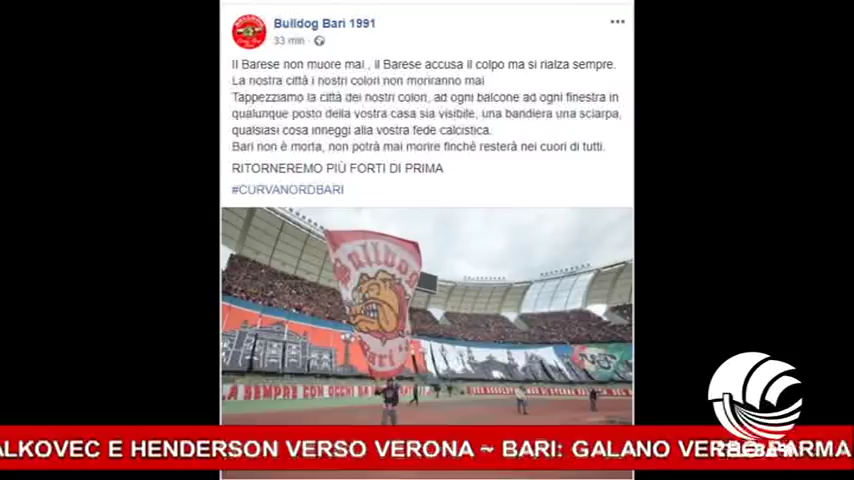 Bulldog Bari 1991
33 min
Il Barese non muore mai , il Barese accusa il colpo ma si rialza sempre.
La nostra città i nostri colori non moriranno mai
Tappezziamo la città dei nostri colori, ad ogni balcone ad ogni finestra in
qualunque posto della vostra casa sia visibile, una bandiera una sciarpa,
qualsiasi cosa inneggi alla vostra fede calcistica.
Bari non è morta, non potrà mai morire finchè resterà nei cuori di tutti.
RITORNEREMO PIÙ FORTI DI PRIMA
#CURVANORDBARI
Bulldog
Bari
A SEMPRE CON OCCHI
ALKOVEC E HENDERSON VERSO VERONA ~ BARI: GALANO VERSO PARMA
TELEBARI